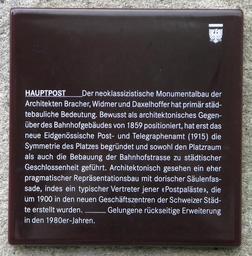 HAUPTPOST ____ Der neoklassizistische Monumentalbau der
Architekten Bracher, Widmer und Daxelhoffer hat primär städ-
tebauliche Bedeutung. Bewusst als architektonisches Gegen-
über des Bahnhofgebäudes von 1859 positioniert, hat erst das
neue Eidgenössische Post- und Telegraphenamt (1915) die
Symmetrie des Platzes begründet und sowohl den Platzraum
als auch die Bebauung der Bahnhofstrasse zu städtischer
Geschlossenheit geführt. Architektonisch gesehen ein eher
pragmatischer Repräsentationsbau mit dorischer Säulenfas-
sade, indes ein typischer Vertreter jener «Postpaläste», die
um 1900 in den neuen Geschäftszentren der Schweizer Städ-
te erstellt wurden. ____ Gelungene rückseitige Erweiterung
in den 1980er-Jahren.